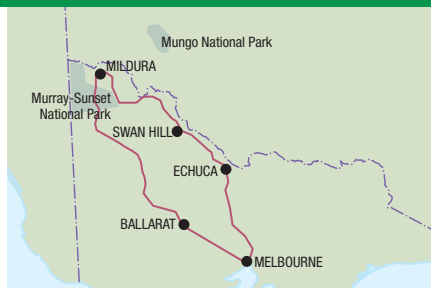 Mungo National Park
MILDURA
Murray-Sunset
National Park
SWAN HILL
ECHUCA
BALLARAT
MELBOURNE